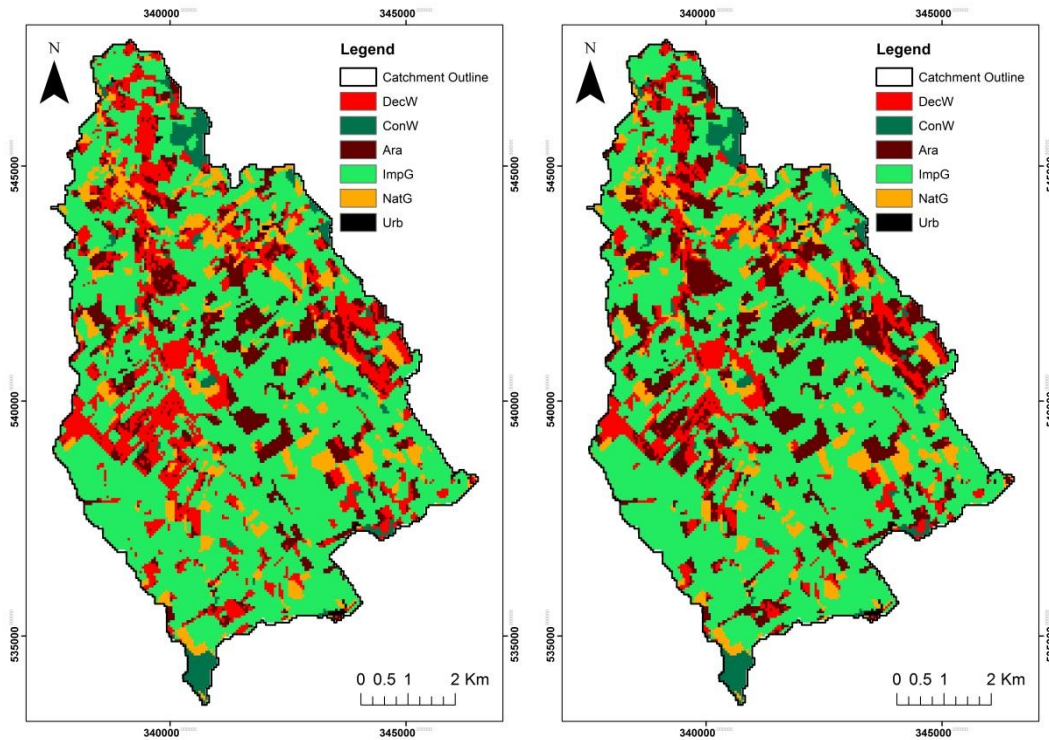 340000 345000
N
Legend
Catchment Outline
DecW
ConW
Ara
ImpG
NatG
Urb
545000
540000
535000
0 0.5 1 2 Km
340000 345000
340000 345000
N
Legend
Catchment Outline
DecW
ConW
Ara
ImpG
NatG
Urb
545000
540000
535000
0 0.5 1 2 Km
340000 345000